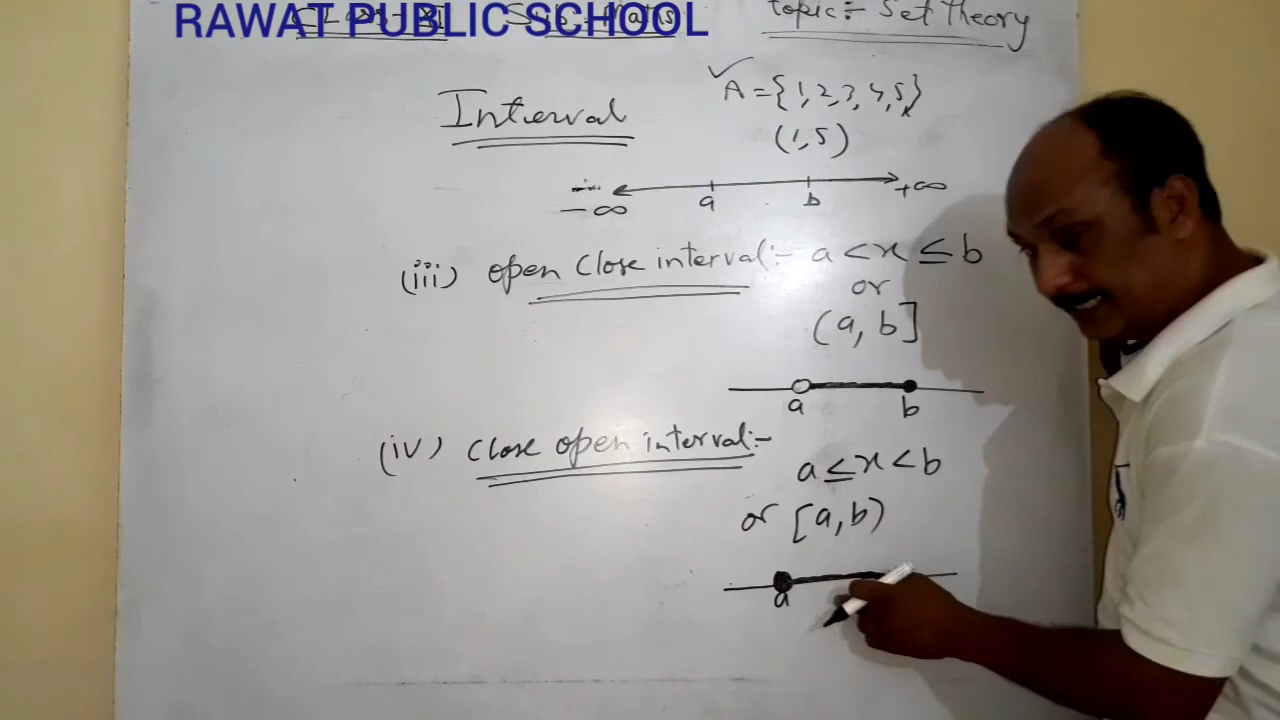 RAWAT PUBLIC SCHOOL
Topic:- Set Theory
Interval
A={1,2,3,4,5}
(1,5)
-∞ a b +∞
(iii) open close interval:- a<x≤b
or
(a, b]
a b
(iv) close open interval:-
a≤x<b
or [a,b)
a